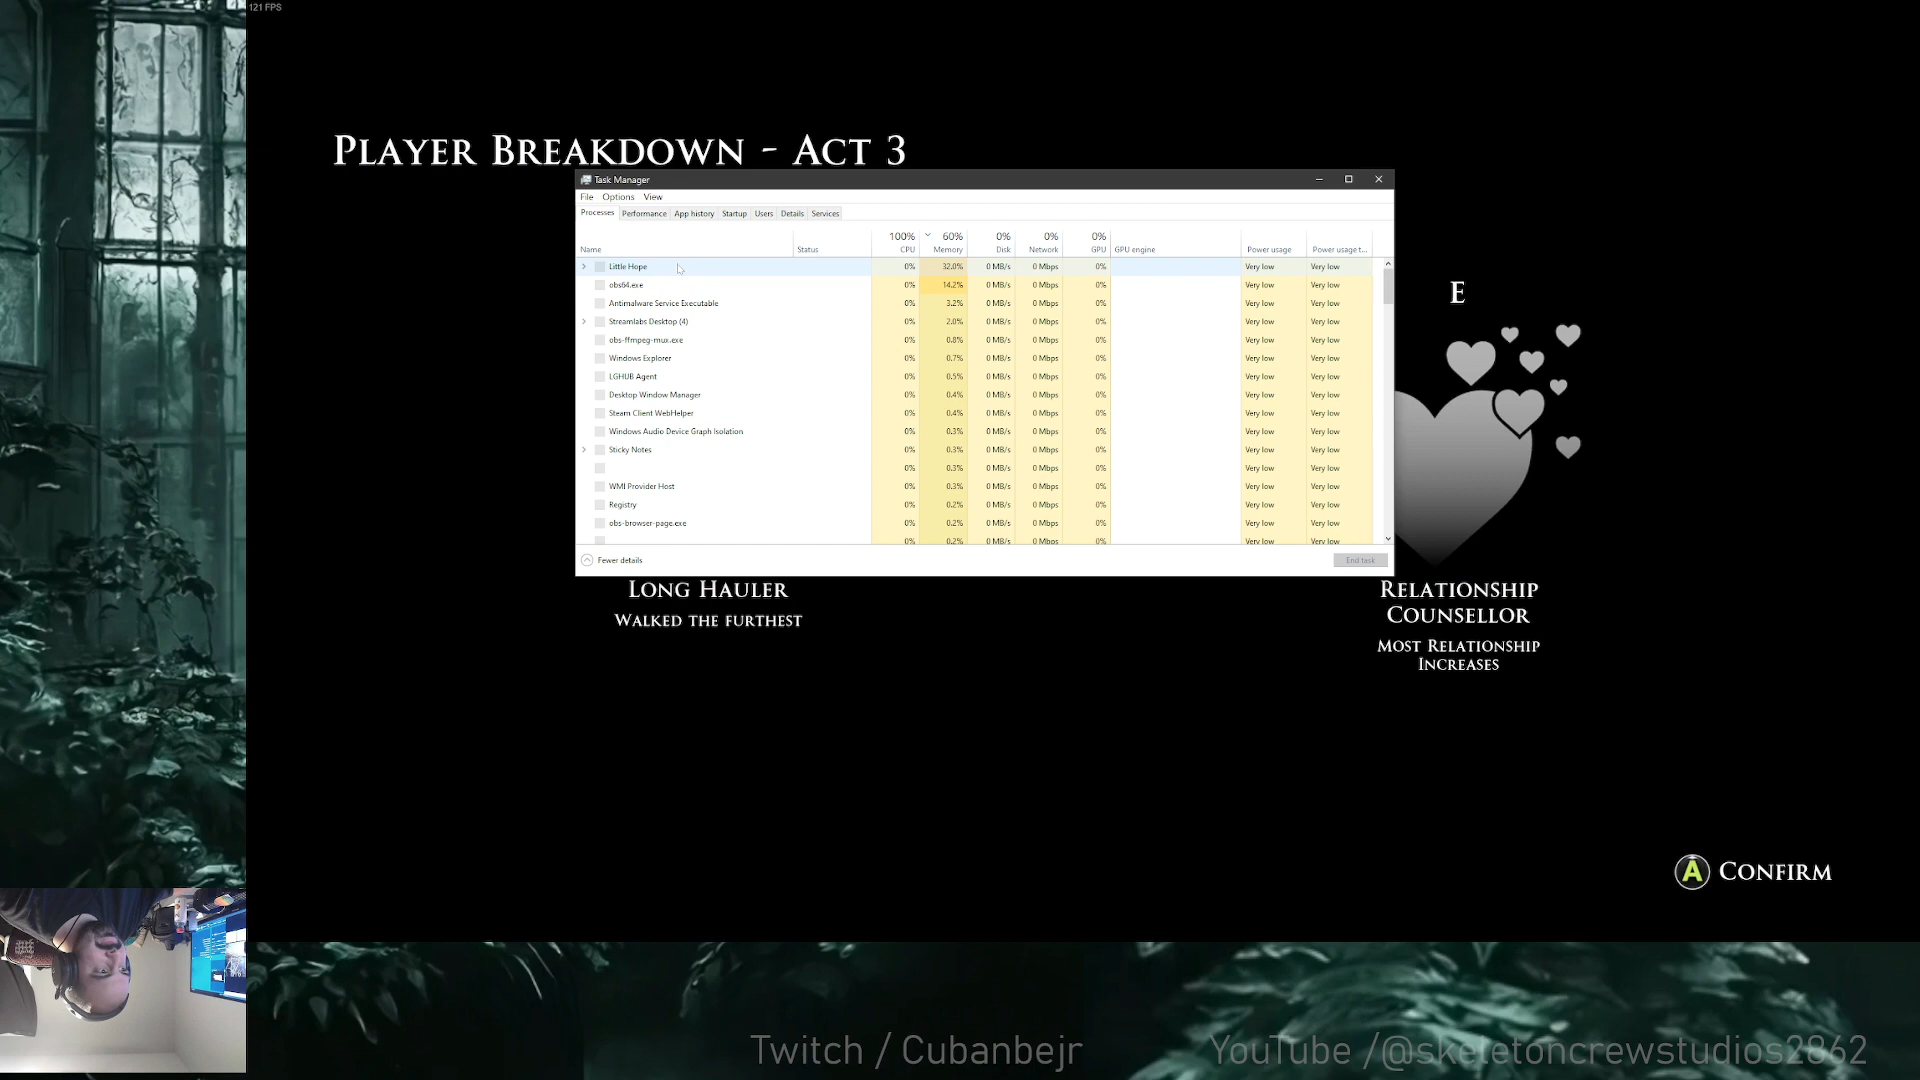 121 FPS
PLAYER BREAKDOWN - ACT 3
Task Manager
File Options View
Processes Performance App history Startup Users Details Services
100% 60% 0% 0% 0%
Name Status CPU Memory Disk Network GPU GPU engine Power usage Power usage t...
Little Hope 0% 32.0% 0 MB/s 0 Mbps 0% Very low Very low
obs64.exe 0% 14.2% 0 MB/s 0 Mbps 0% Very low Very low
Antimalware Service Executable 0% 3.2% 0 MB/s 0 Mbps 0% Very low Very low
Streamlabs Desktop (4) 0% 2.0% 0 MB/s 0 Mbps 0% Very low Very low
obs-ffmpeg-mux.exe 0% 0.8% 0 MB/s 0 Mbps 0% Very low Very low
Windows Explorer 0% 0.7% 0 MB/s 0 Mbps 0% Very low Very low
LGHUB Agent 0% 0.5% 0 MB/s 0 Mbps 0% Very low Very low
Desktop Window Manager 0% 0.4% 0 MB/s 0 Mbps 0% Very low Very low
Steam Client WebHelper 0% 0.4% 0 MB/s 0 Mbps 0% Very low Very low
Windows Audio Device Graph Isolation 0% 0.3% 0 MB/s 0 Mbps 0% Very low Very low
Sticky Notes 0% 0.3% 0 MB/s 0 Mbps 0% Very low Very low
0% 0.3% 0 MB/s 0 Mbps 0% Very low Very low
WMI Provider Host 0% 0.3% 0 MB/s 0 Mbps 0% Very low Very low
Registry 0% 0.2% 0 MB/s 0 Mbps 0% Very low Very low
obs-browser-page.exe 0% 0.2% 0 MB/s 0 Mbps 0% Very low Very low
0% 0.2% 0 MB/s 0 Mbps 0% Very low Very low
Fewer details End task
E
LONG HAULER
WALKED THE FURTHEST
RELATIONSHIP
COUNSELLOR
MOST RELATIONSHIP
INCREASES
A CONFIRM
Twitch / Cubanbejr
YouTube /@skeletoncrewstudios2862